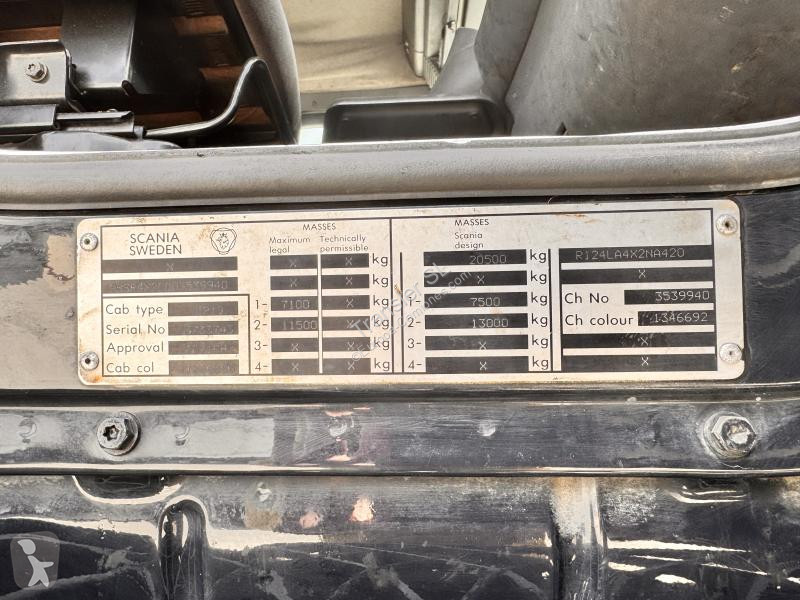 SCANIA
SWEDEN
MASSES
Maximum legal
Technically permissible
X X kg
X
X X kg
3539940
1- 7100 X kg
Cab type
2- 11500 X kg
Serial No
3- X X kg
Approval
4- X X kg
Cab col
MASSES
Scania design
20500 kg
X kg
1- 7500 kg
2- 13000 kg
3- X kg
4- X kg
R124LA4X2NA420
X
Ch No 3539940
Ch colour 1346692
X
X